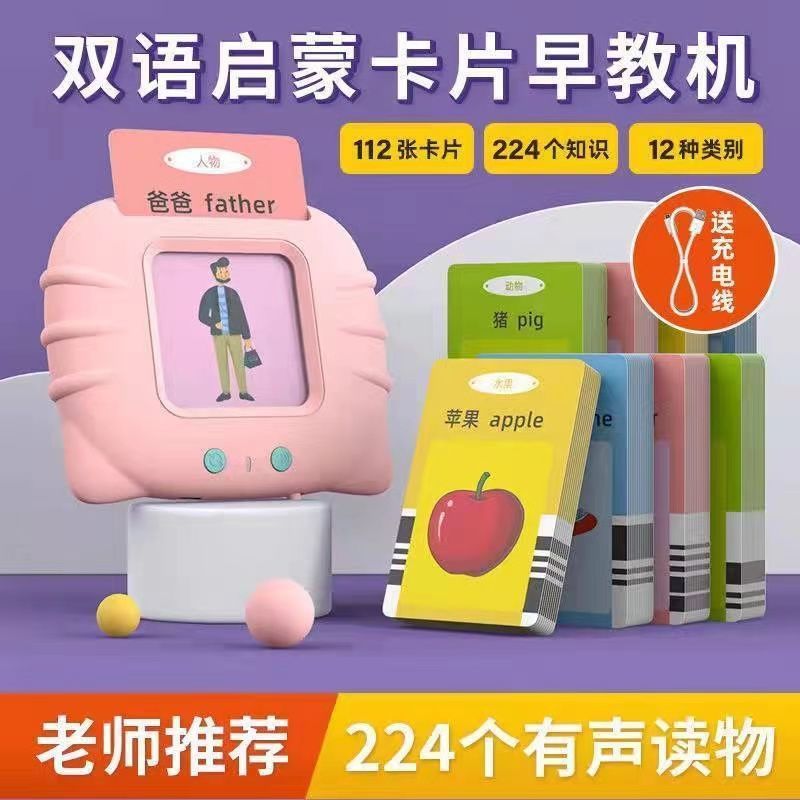 双语启蒙卡片早教机
112张卡片
224个知识
12种类别
送充电线
人物
爸爸 father
动物
猪 pig
水果
苹果 apple
老师推荐
224个有声读物